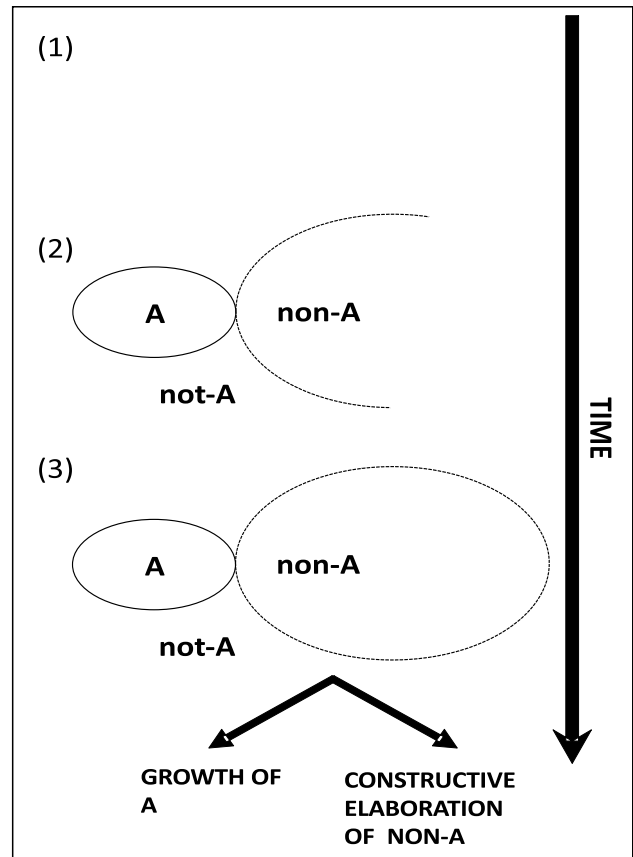 (1)
(2)
A
non-A
not-A
TIME
(3)
A
non-A
not-A
GROWTH OF
A
CONSTRUCTIVE
ELABORATION
OF NON-A